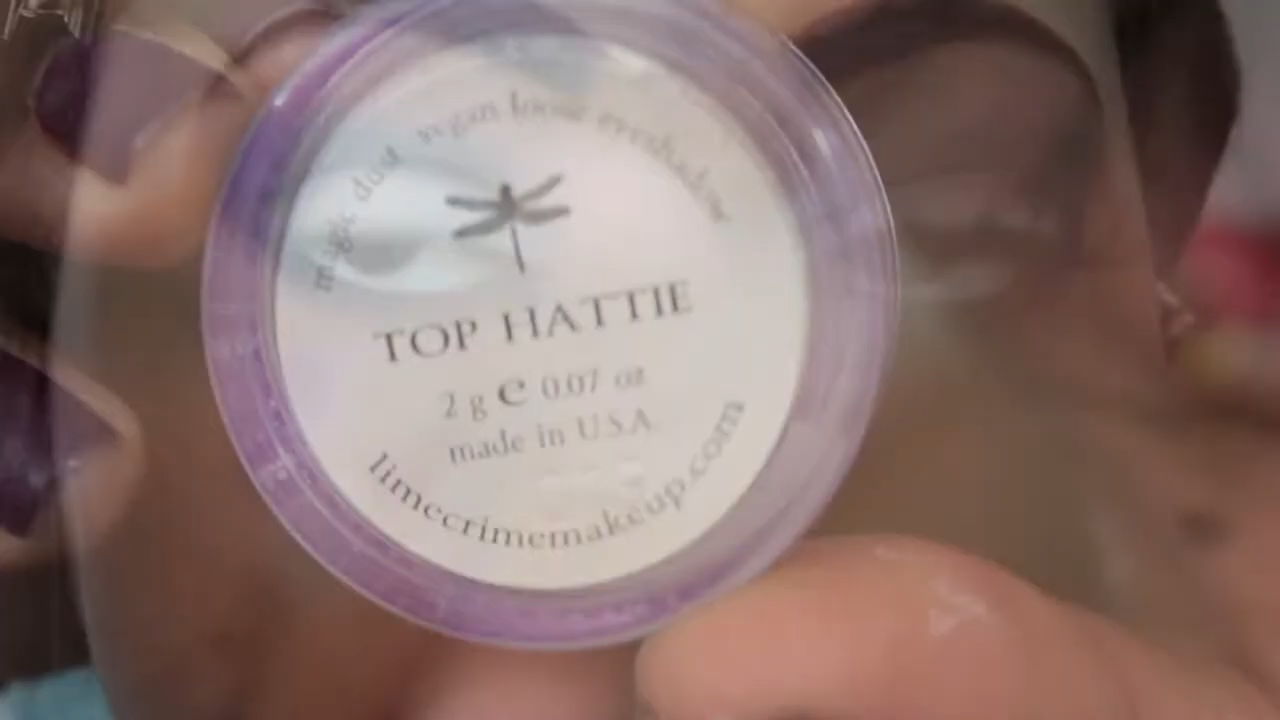 magic dust vegan loose eyeshadow
TOP HATTIE
2 g e 0.07 oz
made in U.S.A.
limecrimemakeup.com